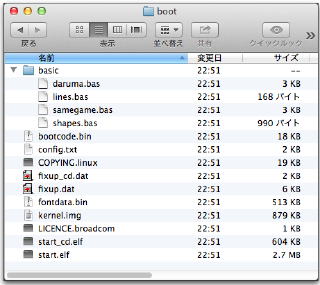 boot
戻る 表示 並べ替え 共有 クイックルック
名前 変更日 サイズ
basic 22:51 --
daruma.bas 22:51 3 KB
lines.bas 22:51 168 バイト
samegame.bas 22:51 3 KB
shapes.bas 22:51 990 バイト
bootcode.bin 22:51 18 KB
config.txt 22:51 2 KB
COPYING.linux 22:51 19 KB
fixup_cd.dat 22:51 2 KB
fixup.dat 22:51 6 KB
fontdata.bin 22:51 513 KB
kernel.img 22:51 879 KB
LICENCE.broadcom 22:51 1 KB
start_cd.elf 22:51 604 KB
start.elf 22:51 2.7 MB